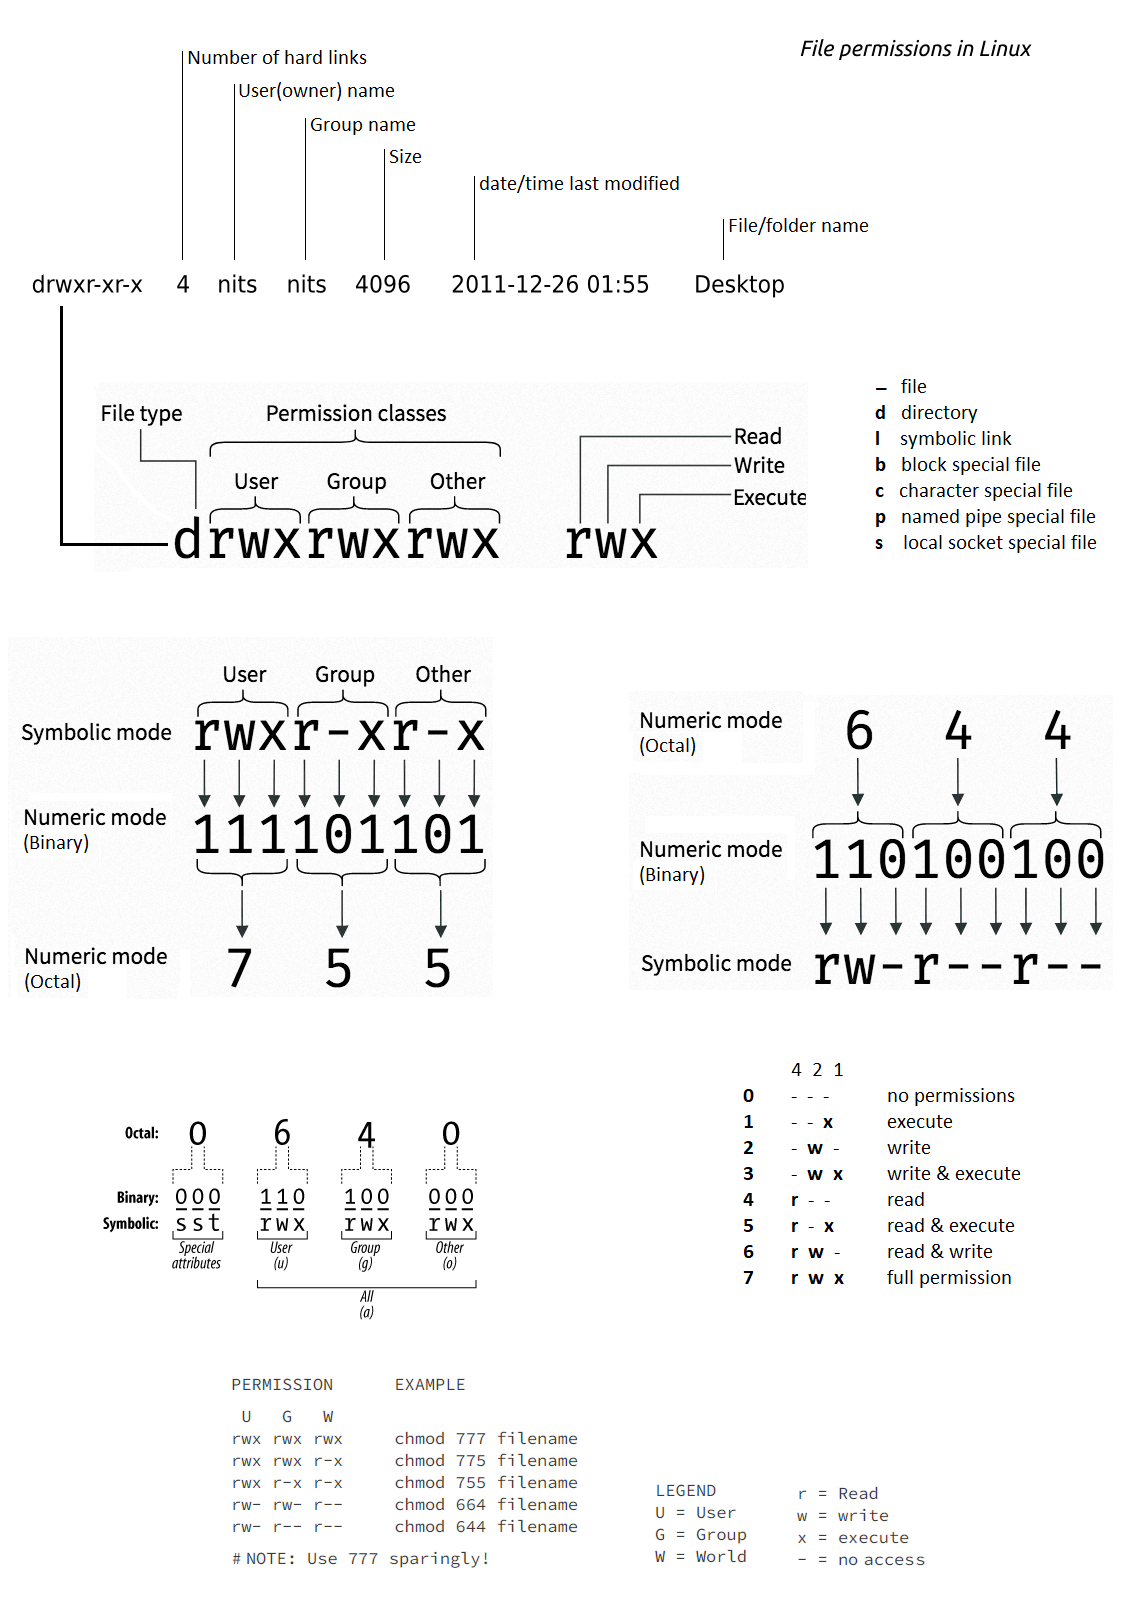 File permissions in Linux
Number of hard links
User(owner) name
Group name
Size
date/time last modified
File/folder name
drwxr-xr-x 4 nits nits 4096 2011-12-26 01:55 Desktop
File type Permission classes
User Group Other
drwxrwxrwx
Read
Write
Execute
rwx
– file
d directory
l symbolic link
b block special file
c character special file
p named pipe special file
s local socket special file
User Group Other
Symbolic mode rwxr-xr-x
Numeric mode (Binary) 111101101
Numeric mode (Octal) 7 5 5
Numeric mode (Octal) 6 4 4
Numeric mode (Binary) 110100100
Symbolic mode rw-r--r--
Octal: 0 6 4 0
Binary: 000 110 100 000
Symbolic: sst rwx rwx rwx
Special attributes User (u) Group (g) Other (o)
All
(a)
4 2 1
0 - - - no permissions
1 - - x execute
2 - w - write
3 - w x write & execute
4 r - - read
5 r - x read & execute
6 r w - read & write
7 r w x full permission
PERMISSION EXAMPLE
U G W
rwx rwx rwx chmod 777 filename
rwx rwx r-x chmod 775 filename
rwx r-x r-x chmod 755 filename
rw- rw- r-- chmod 664 filename
rw- r-- r-- chmod 644 filename
# NOTE: Use 777 sparingly!
LEGEND
U = User
G = Group
W = World
r = Read
w = write
x = execute
- = no access